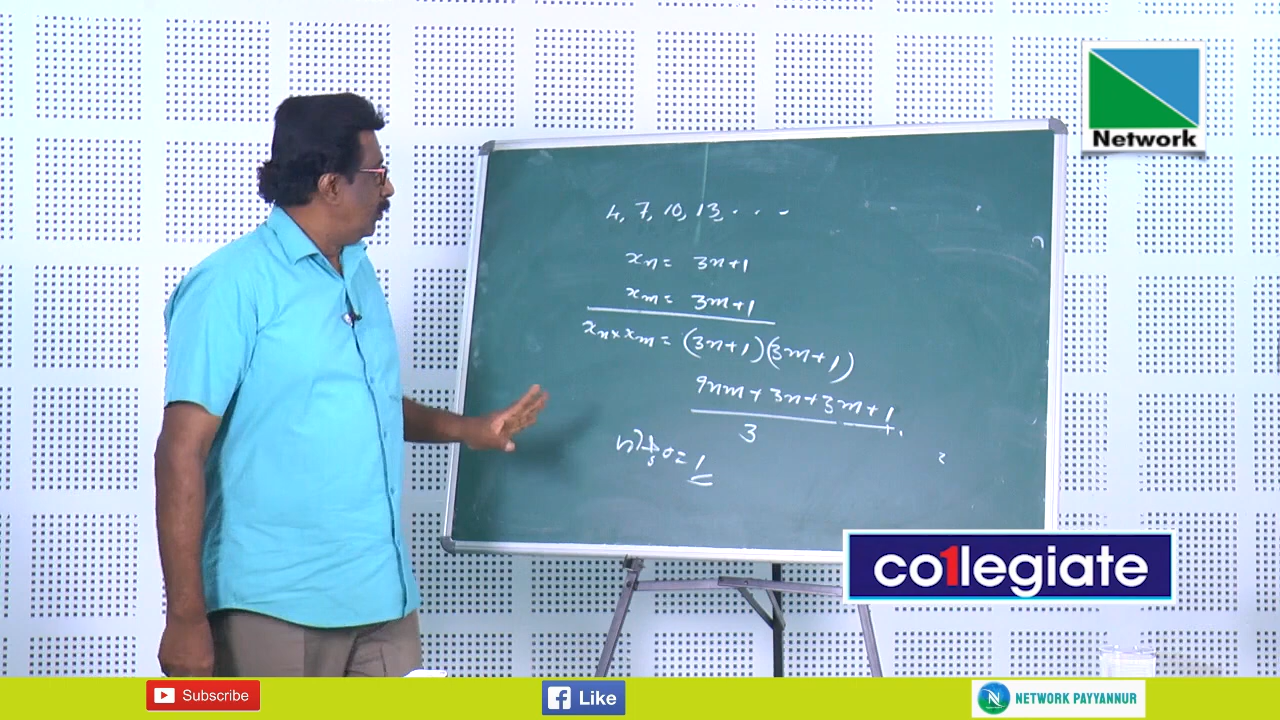 4, 7, 10, 13, . . . -
xn = 3n+1
xm = 3m+1
xn × xm = (3n+1)(3m+1)
9nm + 3n + 3m + 1
3
= 1
Network
co1legiate
Subscribe
Like
NETWORK PAYYANNUR